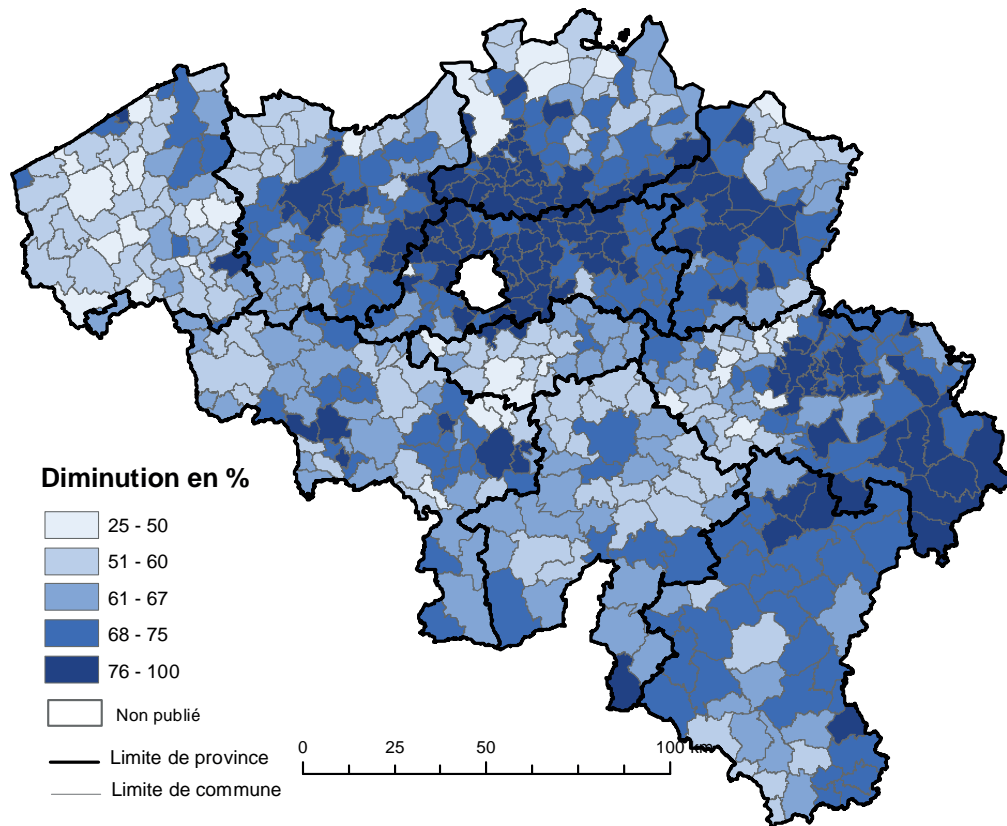 Diminution en %
25 - 50
51 - 60
61 - 67
68 - 75
76 - 100
Non publié
Limite de province
Limite de commune
0 25 50 100 km